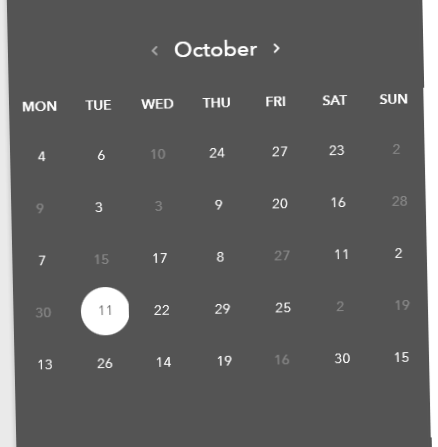 ‹ October ›
MON TUE WED THU FRI SAT SUN
4 6 10 24 27 23 2
9 3 3 9 20 16 28
7 15 17 8 27 11 2
30 11 22 29 25 2 19
13 26 14 19 16 30 15